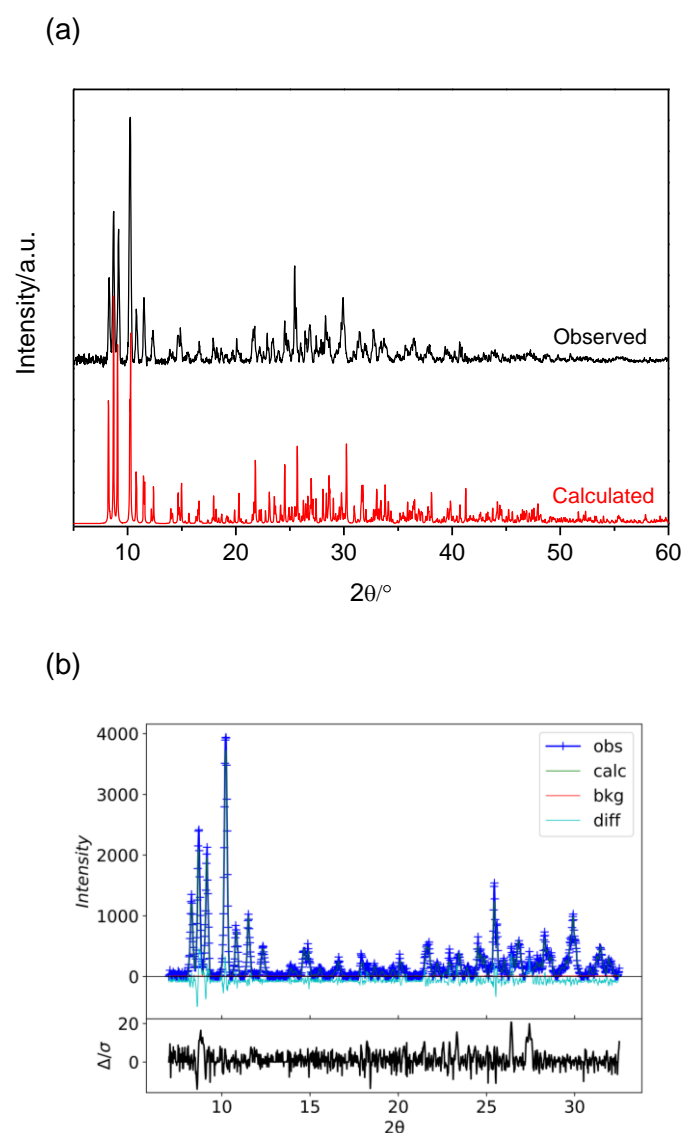 (a)
Intensity/a.u.
Observed
Calculated
10 20 30 40 50 60
2θ/°
(b)
4000
3000
2000
1000
0
Intensity
obs
calc
bkg
diff
20
0
Δ/σ
10 15 20 25 30
2θ